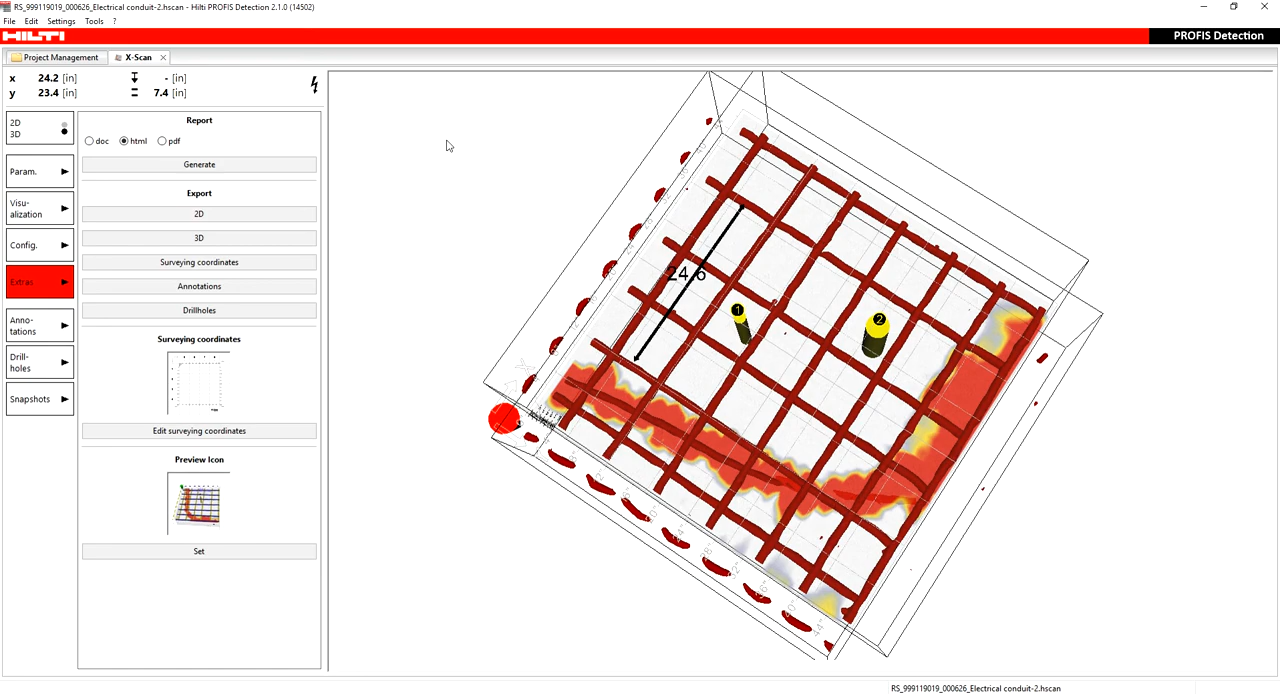 RS_999119019_000626_Electrical conduit-2.hscan - Hilti PROFIS Detection 2.1.0 (14502)
File Edit Settings Tools ?
HILTI PROFIS Detection
Project Management X-Scan
x 24.2 [in] - [in]
y 23.4 [in] 7.4 [in]
2D
3D
Param.
Visu-
alization
Config.
Extras
Anno-
tations
Drill-
holes
Snapshots
Report
doc html pdf
Generate
Export
2D
3D
Surveying coordinates
Annotations
Drillholes
Surveying coordinates
Edit surveying coordinates
Preview Icon
Set
24.6
1
2
RS_999119019_000626_Electrical conduit-2.hscan